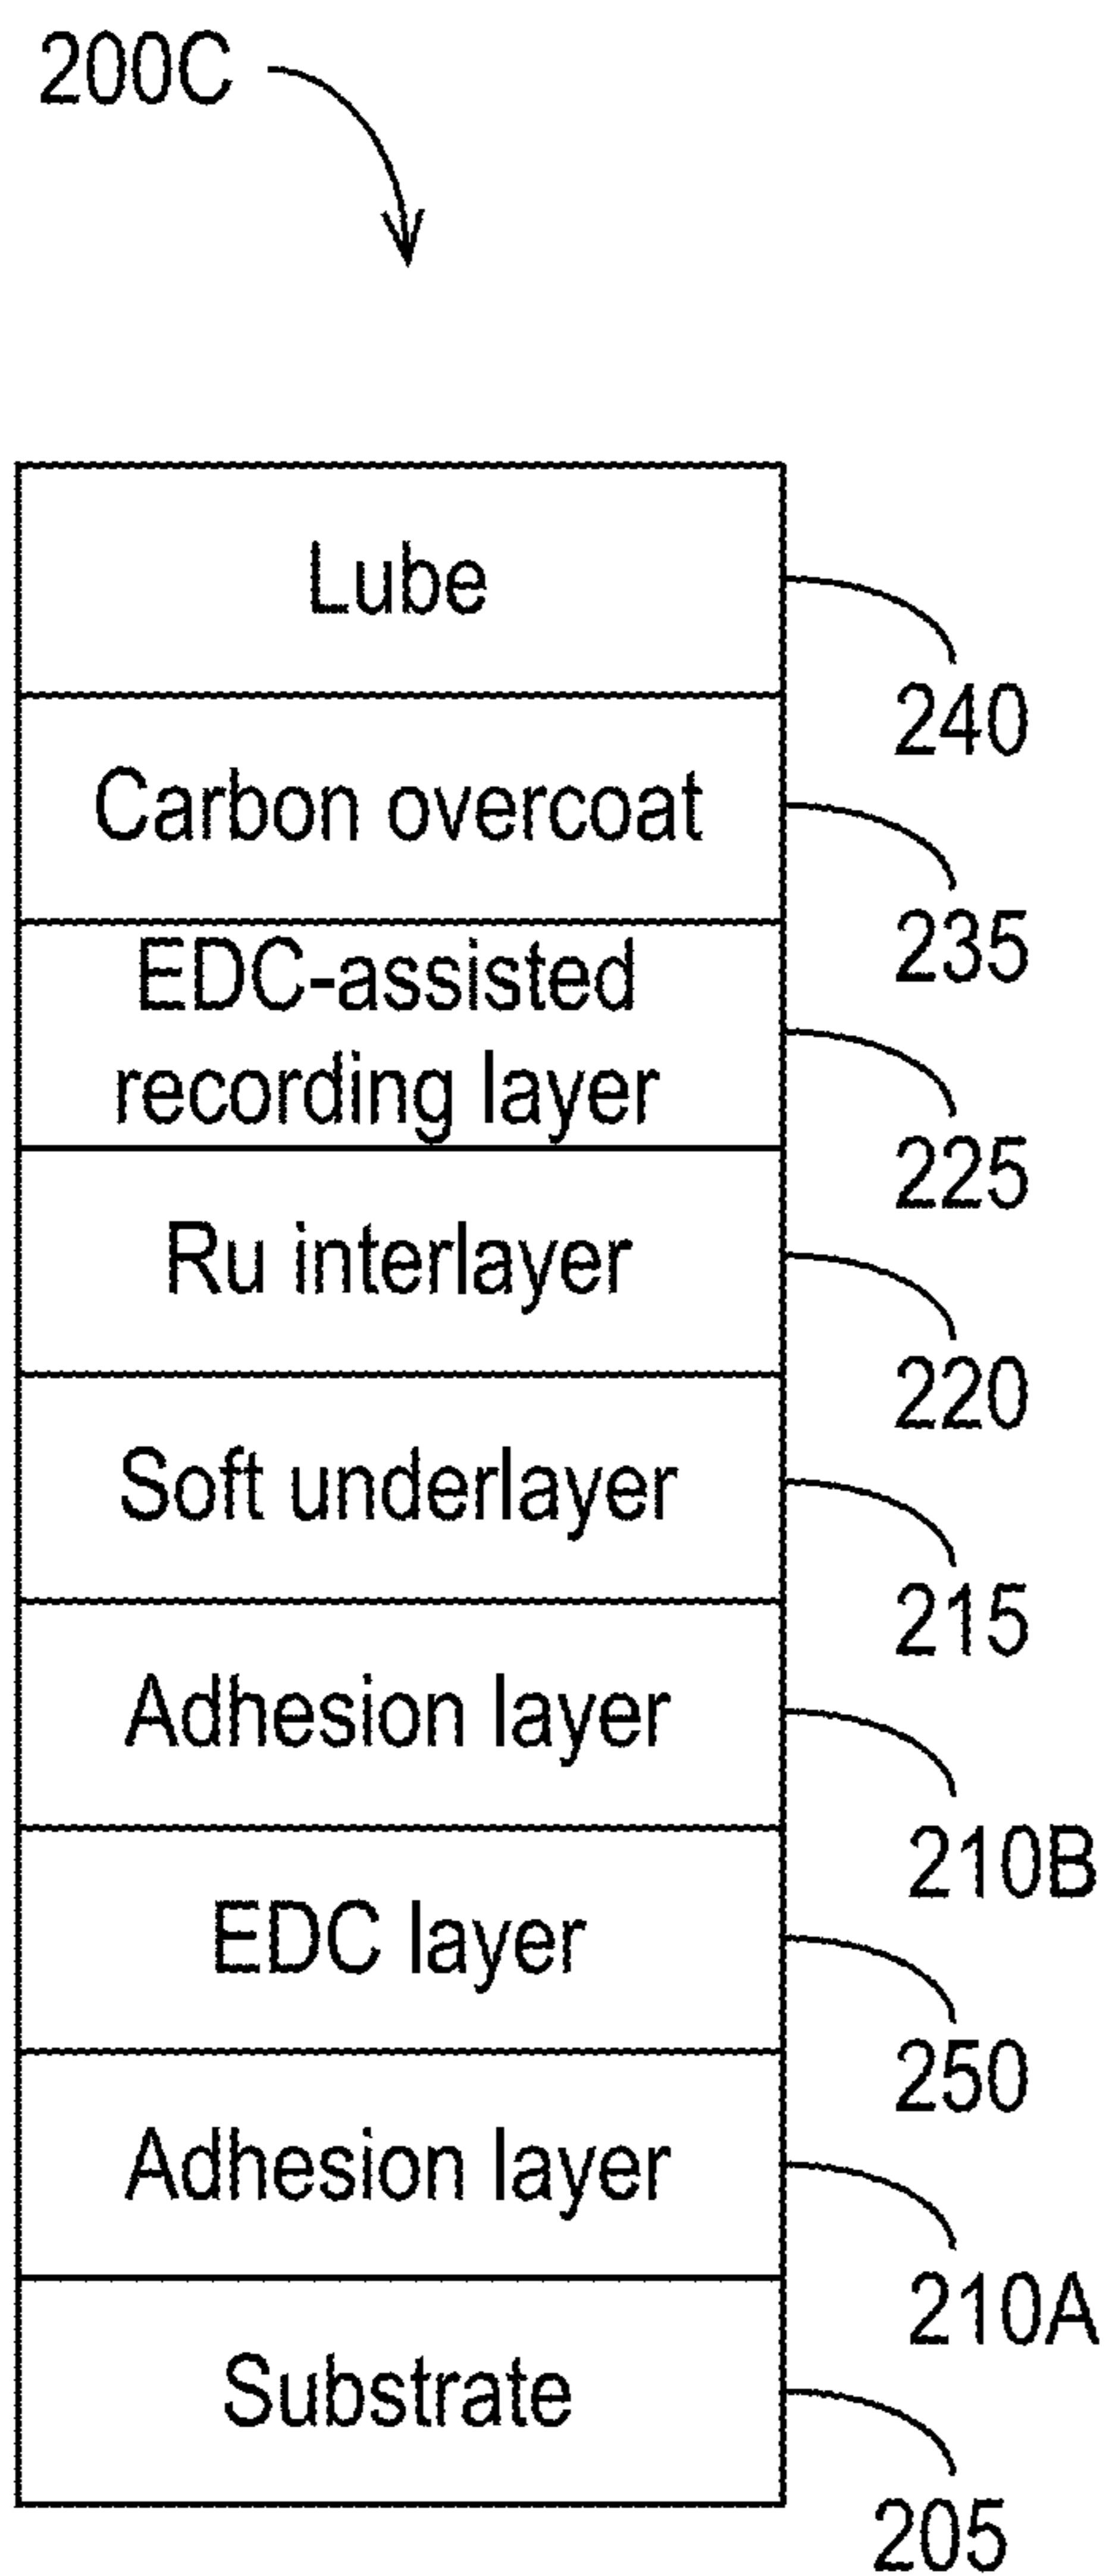 200C
Lube
240
Carbon overcoat
235
EDC-assisted
recording layer
225
Ru interlayer
220
Soft underlayer
215
Adhesion layer
210B
EDC layer
250
Adhesion layer
210A
Substrate
205